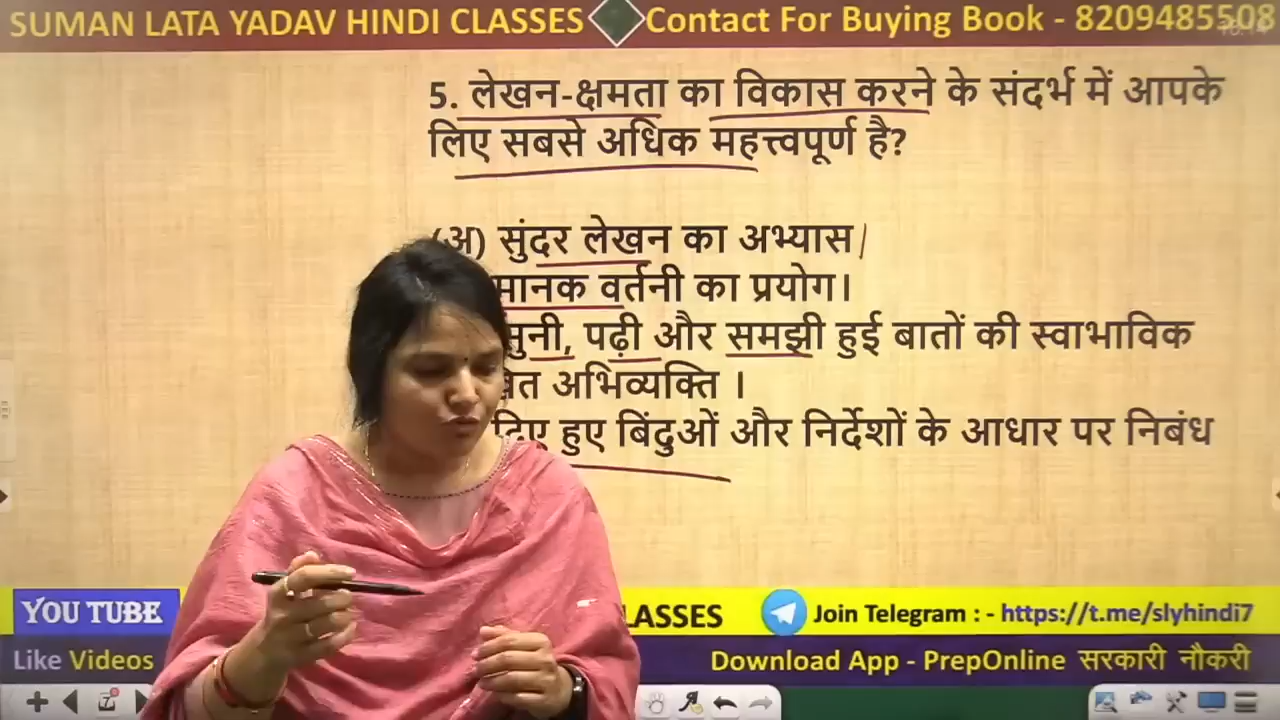 SUMAN LATA YADAV HINDI CLASSES Contact For Buying Book - 8209485508
5. लेखन-क्षमता का विकास करने के संदर्भ में आपके
लिए सबसे अधिक महत्त्वपूर्ण है?
(अ) सुंदर लेखन का अभ्यास
मानक वर्तनी का प्रयोग।
सुनी, पढ़ी और समझी हुई बातों की स्वाभाविक
अभिव्यक्ति ।
दिए हुए बिंदुओं और निर्देशों के आधार पर निबंध
YOU TUBE
LASSES Join Telegram : - https://t.me/slyhindi7
Like Videos
Download App - PrepOnline सरकारी नौकरी